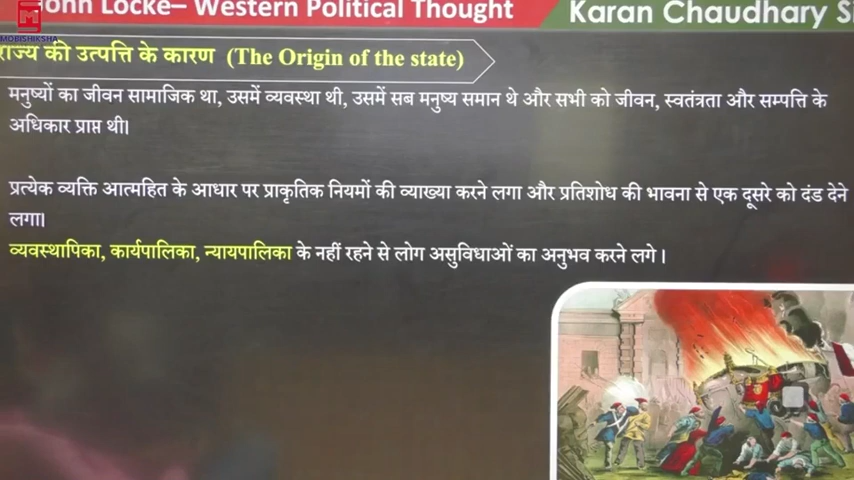 John Locke– Western Political Thought
Karan Chaudhary
MOBISHIKSHA
राज्य की उत्पत्ति के कारण (The Origin of the state)
मनुष्यों का जीवन सामाजिक था, उसमें व्यवस्था थी, उसमें सब मनुष्य समान थे और सभी को जीवन, स्वतंत्रता और सम्पत्ति के
अधिकार प्राप्त थी।
प्रत्येक व्यक्ति आत्महित के आधार पर प्राकृतिक नियमों की व्याख्या करने लगा और प्रतिशोध की भावना से एक दूसरे को दंड देने
लगा।
व्यवस्थापिका, कार्यपालिका, न्यायपालिका के नहीं रहने से लोग असुविधाओं का अनुभव करने लगे।